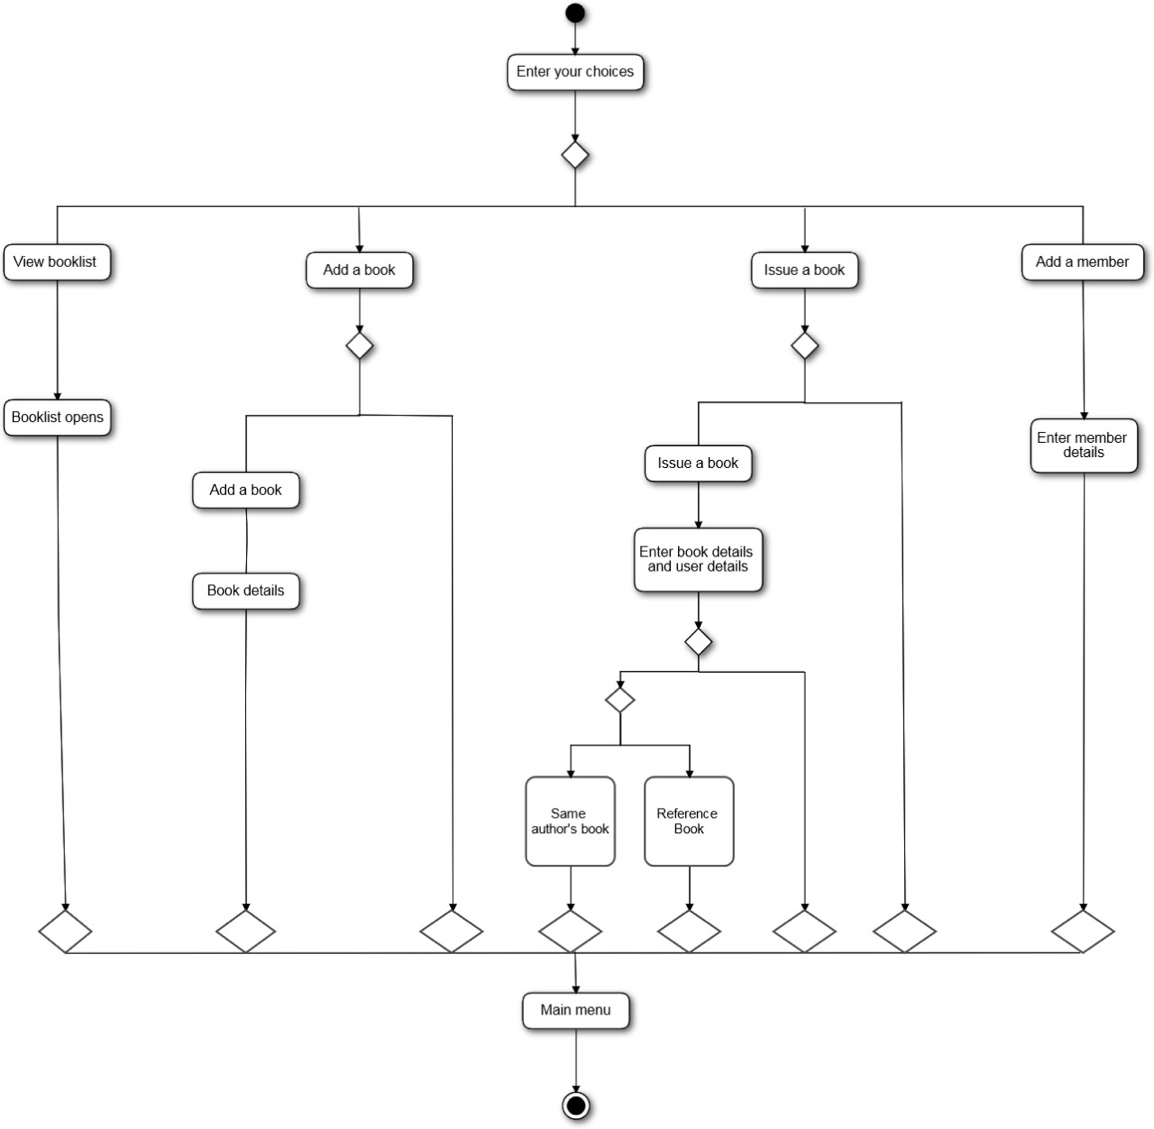 Enter your choices
View booklist
Add a book
Issue a book
Add a member
Booklist opens
Enter member
details
Issue a book
Add a book
Enter book details
and user details
Book details
Same
author's book
Reference
Book
Main menu